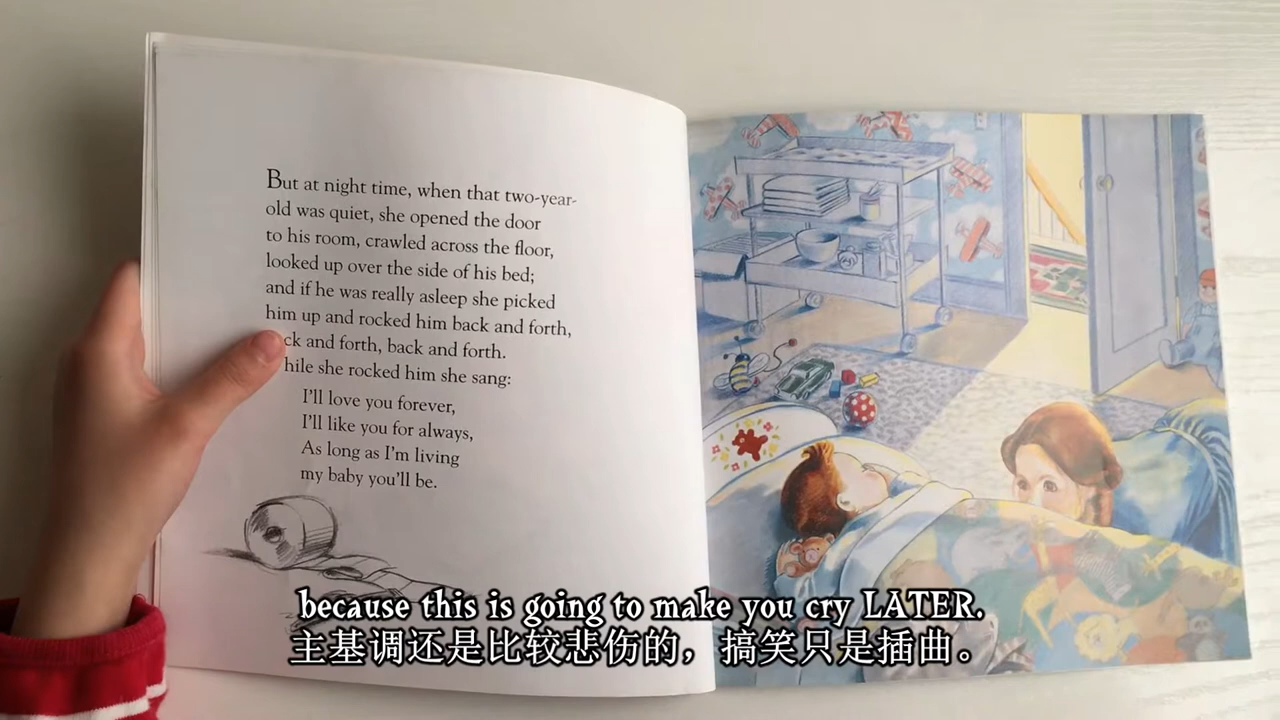 But at night time, when that two-year-
old was quiet, she opened the door
to his room, crawled across the floor,
looked up over the side of his bed;
and if he was really asleep she picked
him up and rocked him back and forth,
ck and forth, back and forth.
hile she rocked him she sang:
I'll love you forever,
I'll like you for always,
As long as I'm living
my baby you'll be.
because this is going to make you cry LATER.
主基调还是比较悲伤的，搞笑只是插曲。